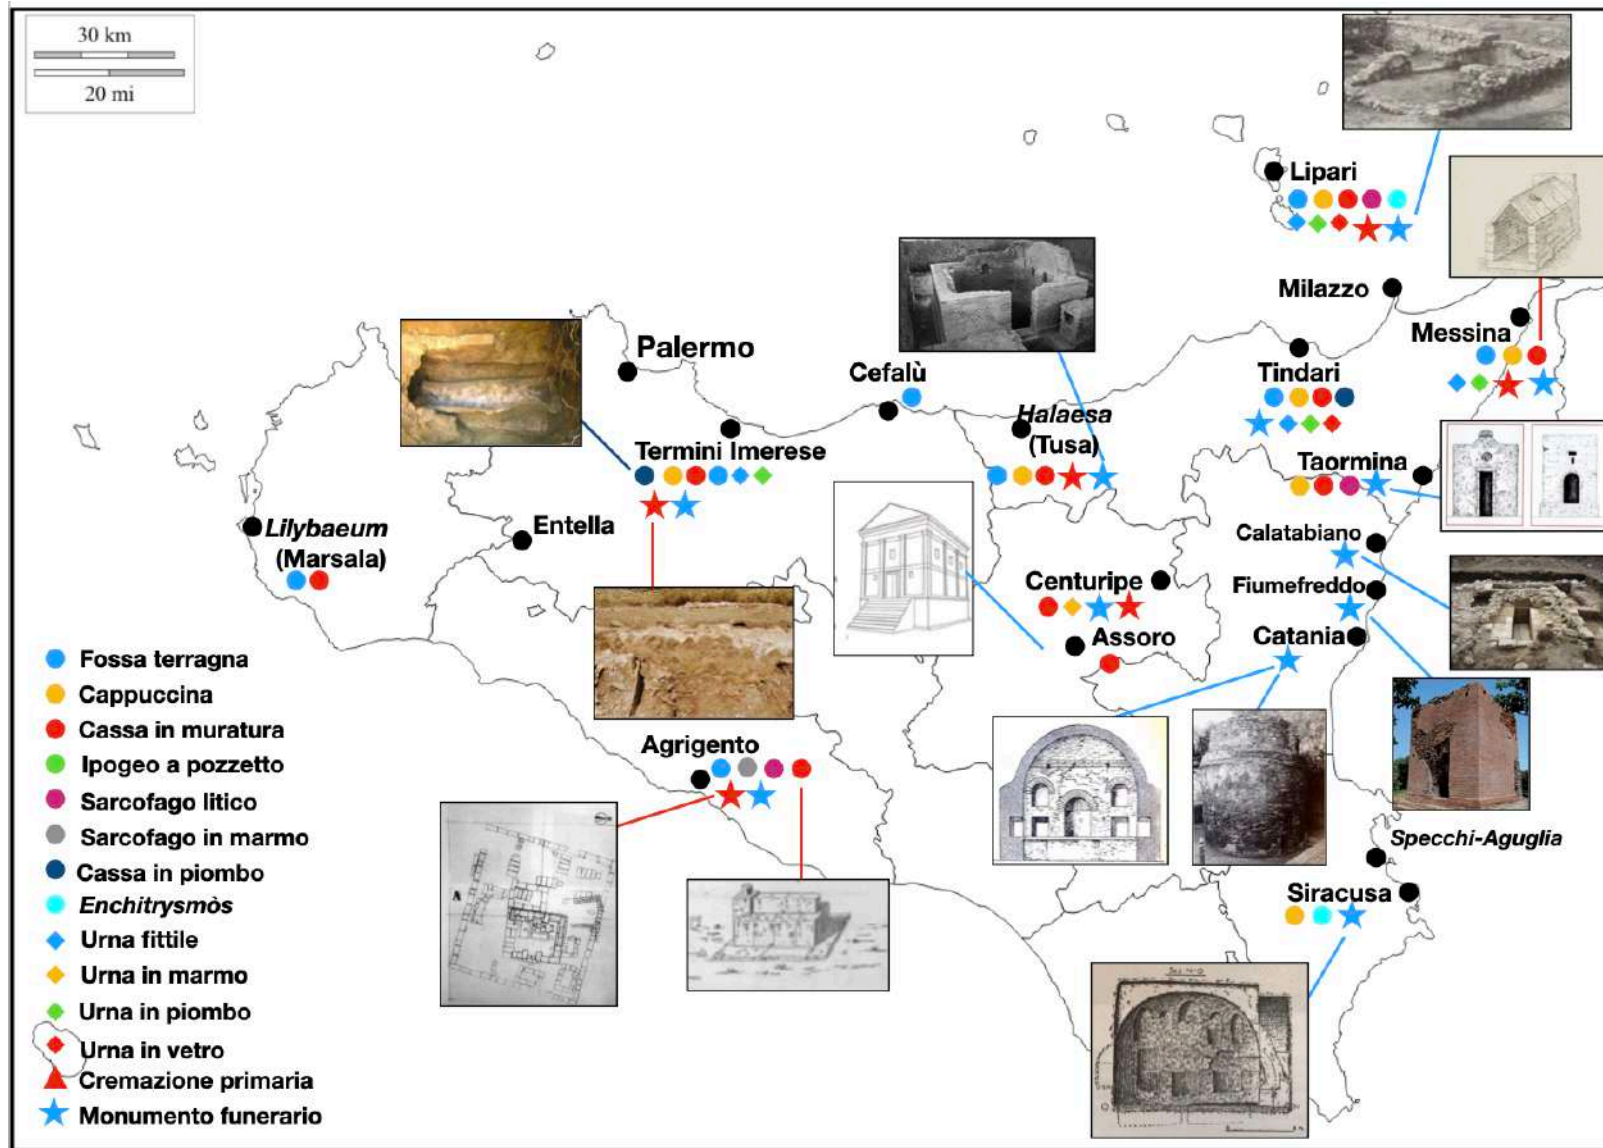 30 km
20 mi
Lipari
Milazzo
Messina
Palermo
Cefalù
Tindari
Halaesa
(Tusa)
Termini Imerese
Taormina
Lilybaeum
(Marsala)
Entella
Calatabiano
Centuripe
Fiumefreddo
Assoro
Catania
Agrigento
Specchi-Aguglia
Siracusa
Fossa terragna
Cappuccina
Cassa in muratura
Ipogeo a pozzetto
Sarcofago litico
Sarcofago in marmo
Cassa in piombo
Enchitrysmòs
Urna fittile
Urna in marmo
Urna in piombo
Urna in vetro
Cremazione primaria
Monumento funerario
A